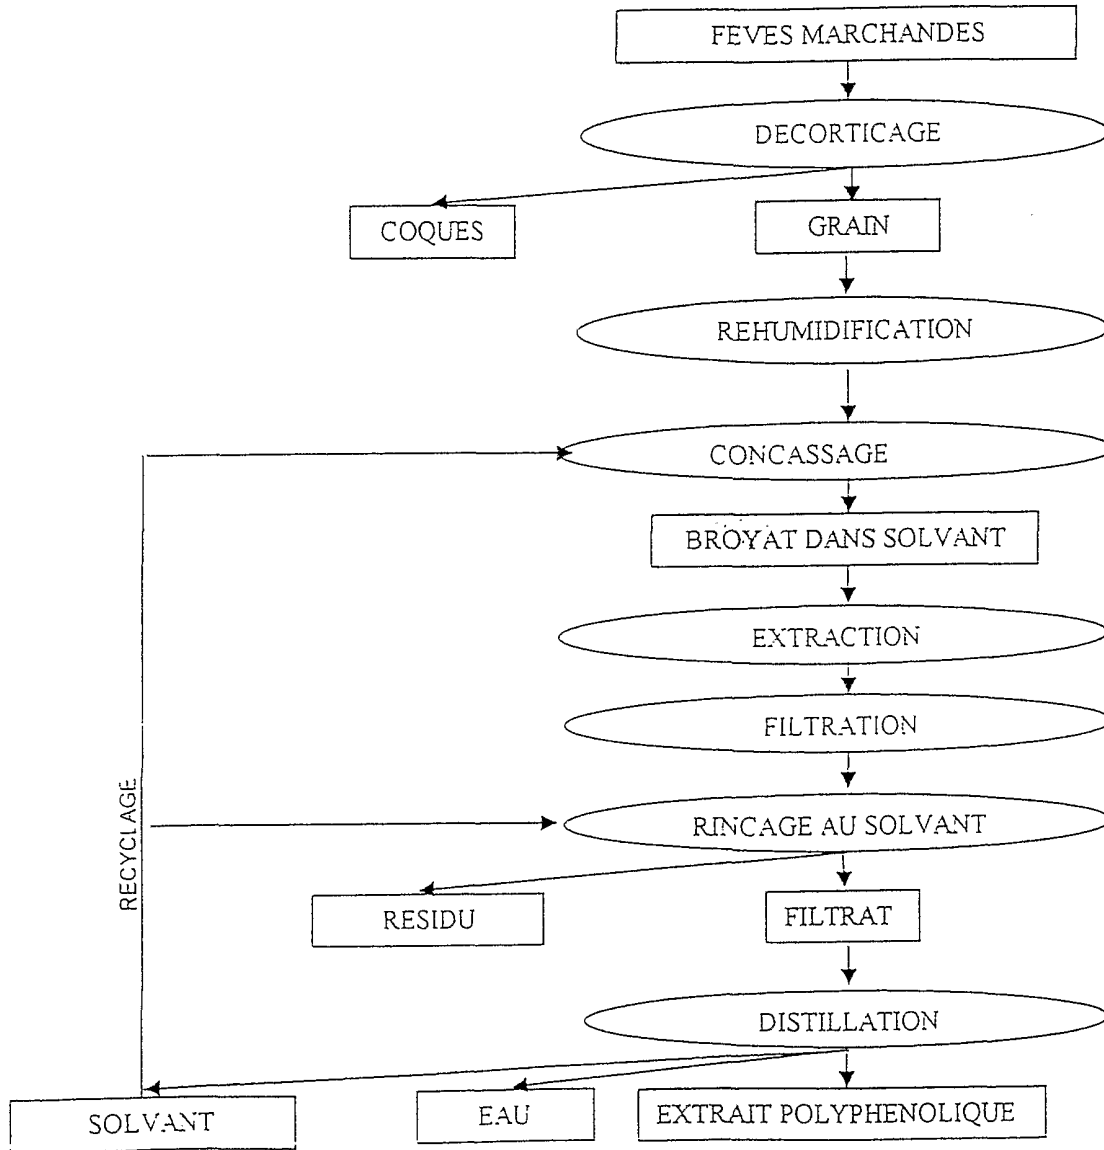 FEVES MARCHANDES
DECORTICAGE
COQUES
GRAIN
REHUMIDIFICATION
CONCASSAGE
BROYAT DANS SOLVANT
EXTRACTION
FILTRATION
RECYCLAGE
RINCAGE AU SOLVANT
RESIDU
FILTRAT
DISTILLATION
SOLVANT
EAU
EXTRAIT POLYPHENOLIQUE